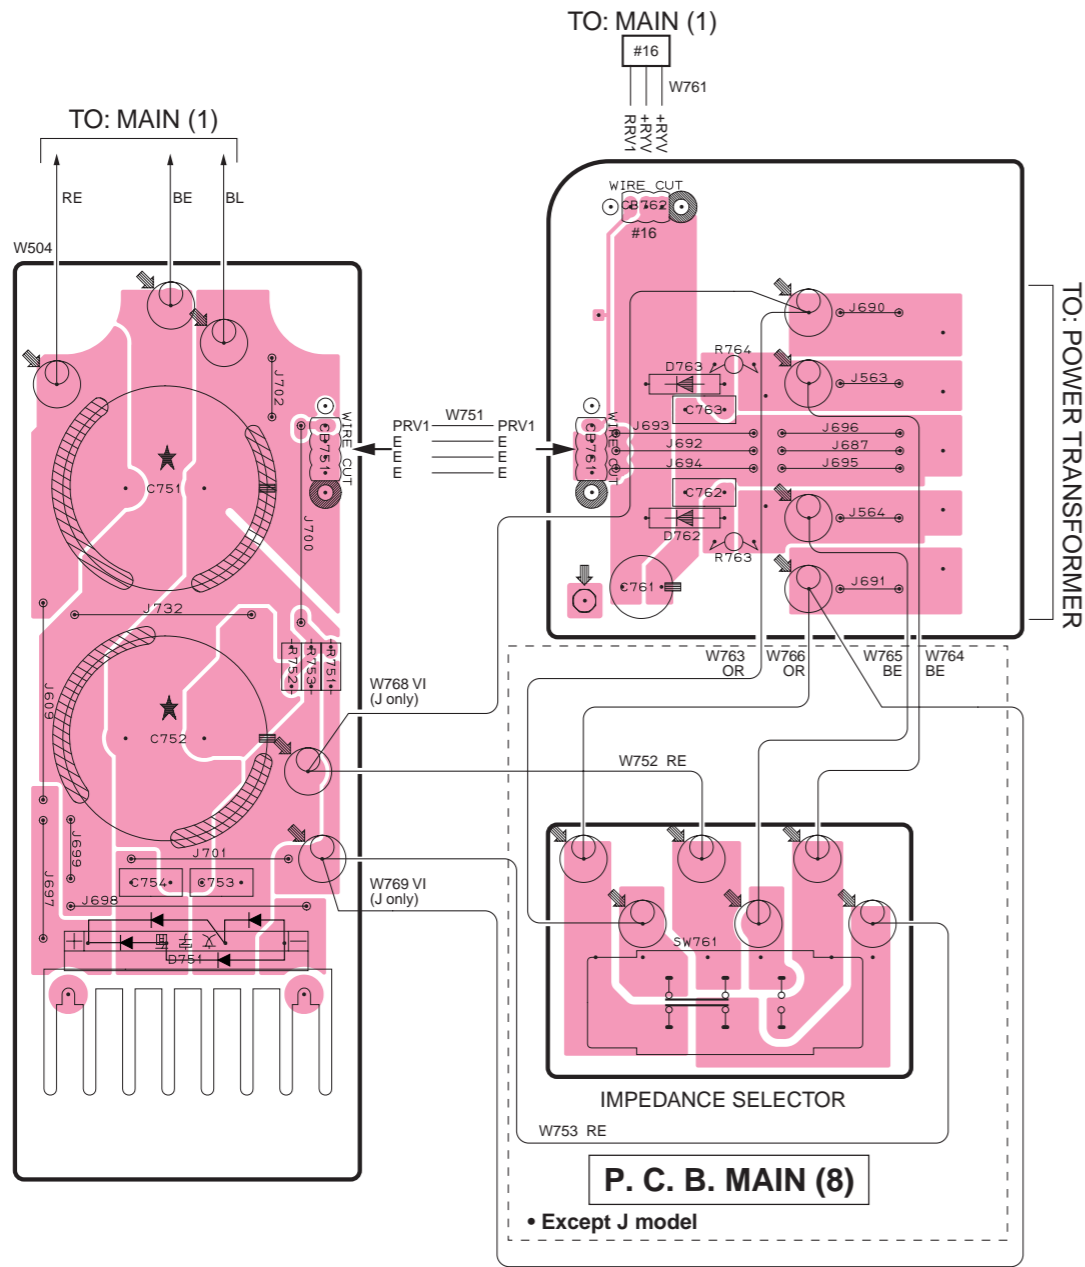 TO: MAIN (1)
#16
W761
RRV1
+RYV
+RYV
TO: MAIN (1)
RE
BE
BL
W504
WIRE CUT
CB762
#16
TO: POWER TRANSFORMER
J690
R764
D763
J563
C763
J702
WIRE CUT
CB751
PRV1
W751
PRV1
E
E
E
E
E
E
CB761
WIRE CUT
J693
J692
J694
J696
J687
J695
C751
C762
D762
J564
R763
J700
C761
J691
J732
R752
R753
R751
J609
W768 VI
(J only)
W763
OR
W766
OR
W765
BE
W764
BE
C752
W752 RE
J699
J701
J697
C754
C753
J698
W769 VI
(J only)
D751
SW761
IMPEDANCE SELECTOR
W753 RE
P. C. B. MAIN (8)
• Except J model